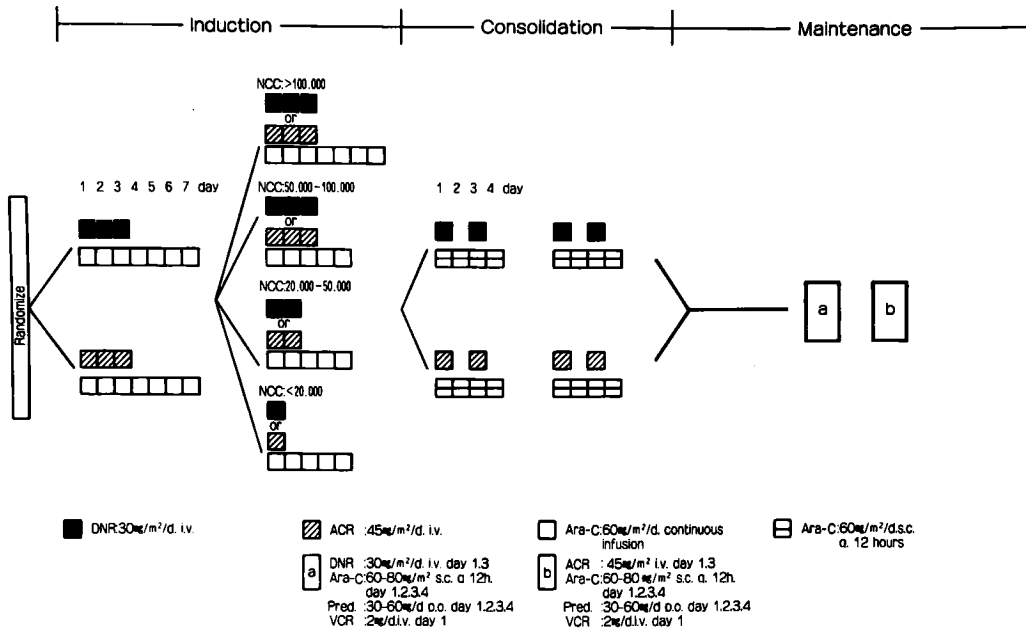 Induction
Consolidation
Maintenance
NCC:>100.000
or
1 2 3 4 5 6 7 day
NCC:50.000-100.000
or
1 2 3 4
Randomize
NCC:20.000-50.000
or
a
b
NCC:<20.000
or
DNR:30mg/m²/d. i.v.
ACR :45mg/m²/d. i.v.
Ara-C:60mg/m²/d. continuous
infusion
Ara-C:60mg/m²/d.s.c.
q. 12 hours
a
DNR :30mg/m²/d i.v. day 1.3
Ara-C:60-80mg/m² s.c. q 12h.
day 1.2.3.4
Pred. :30-60mg/d p.o. day 1.2.3.4
VCR :2mg/d.i.v. day 1
b
ACR :45mg/m² i.v. day 1.3
Ara-C:60-80mg/m² s.c. q 12h.
day 1.2.3.4
Pred. :30-60mg/d p.o. day 1.2.3.4
VCR :2mg/d.i.v. day 1